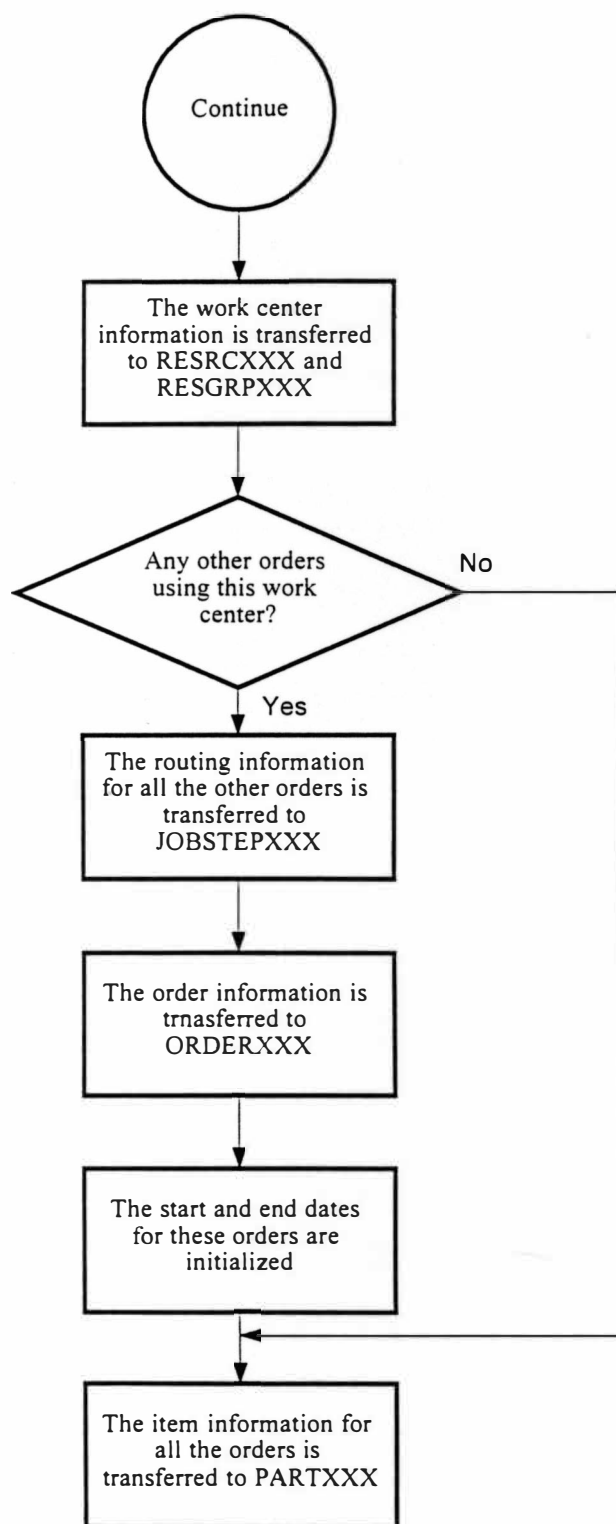 Continue
The work center
information is transferred
to RESRCXXX and
RESGRPXXX
Any other orders
using this work
center?
No
Yes
The routing information
for all the other orders is
transferred to
JOBSTEPXXX
The order information is
trnasferred to
ORDERXXX
The start and end dates
for these orders are
initialized
The item information for
all the orders is
transferred to PARTXXX